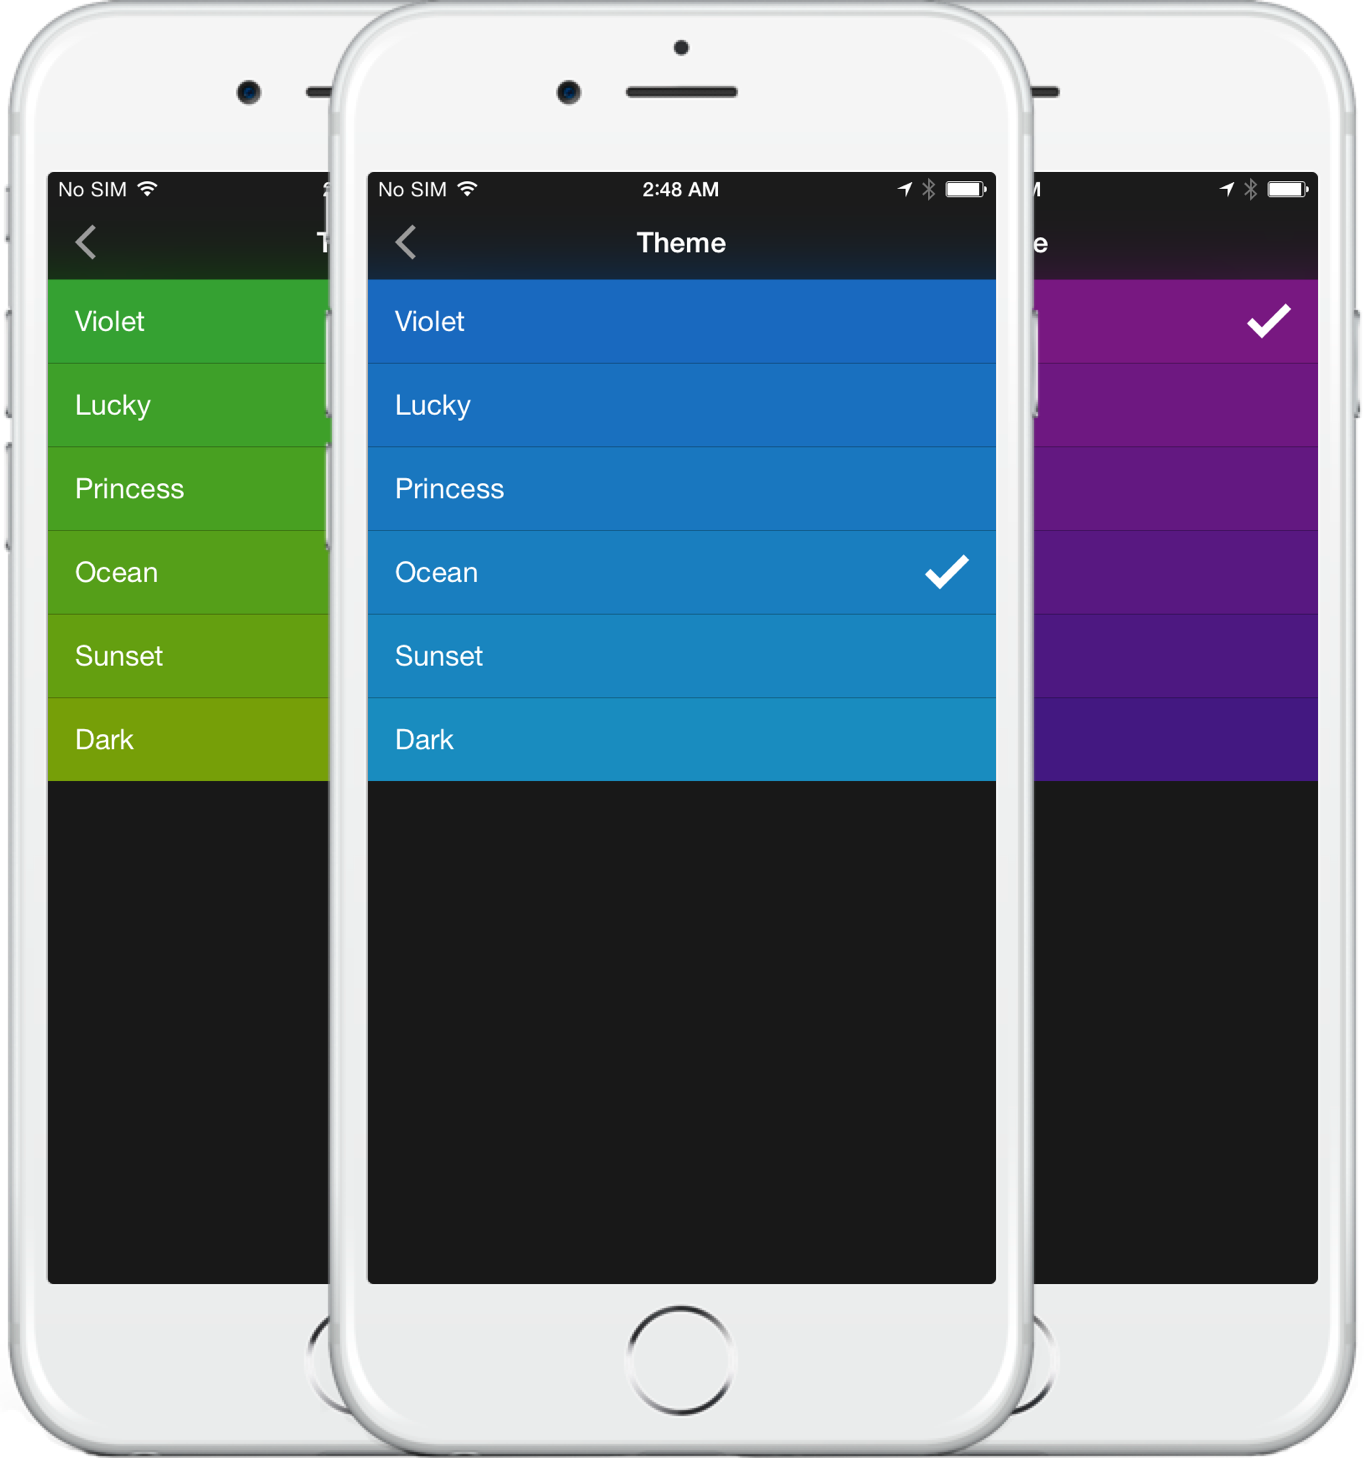 No SIM
Violet
Lucky
Princess
Ocean
Sunset
Dark
No SIM 2:48 AM
Theme
Violet
Lucky
Princess
Ocean
Sunset
Dark